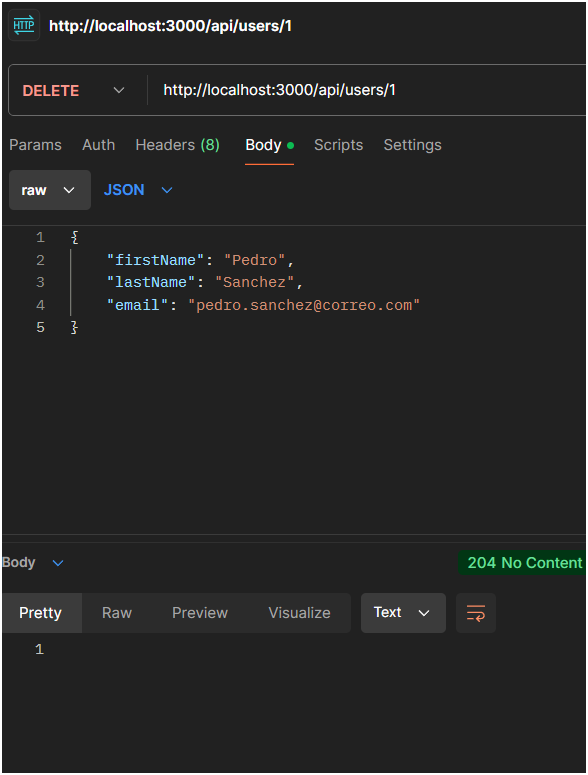 HTTP http://localhost:3000/api/users/1
DELETE http://localhost:3000/api/users/1
Params Auth Headers (8) Body Scripts Settings
raw JSON
1 {
2 "firstName": "Pedro",
3 "lastName": "Sanchez",
4 "email": "pedro.sanchez@correo.com"
5 }
Body 204 No Content
Pretty Raw Preview Visualize Text
1